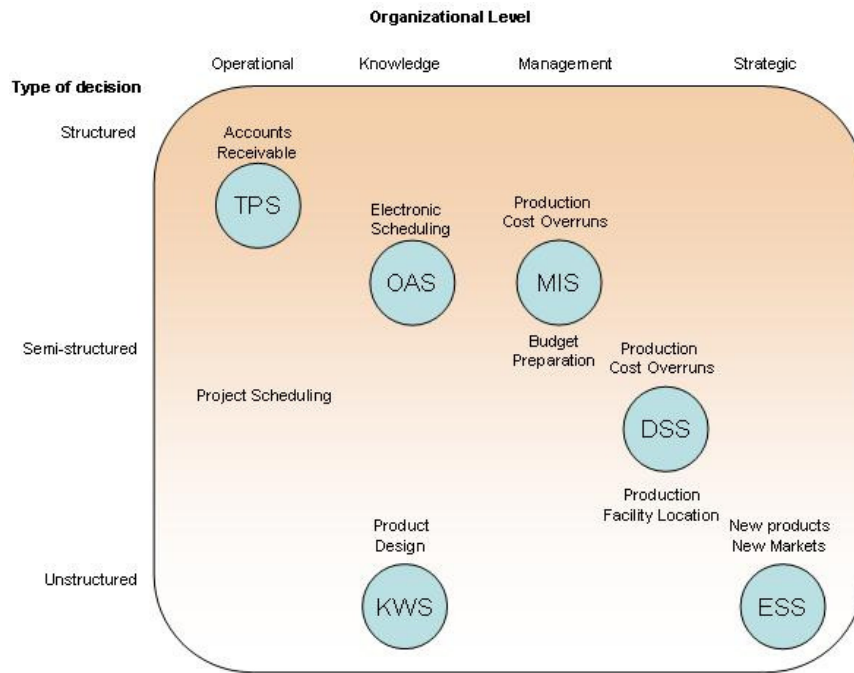 Organizational Level
Operational
Knowledge
Management
Strategic
Type of decision
Structured
Accounts
Receivable
TPS
Electronic
Scheduling
OAS
Production
Cost Overruns
MIS
Budget
Preparation
Semi-structured
Production
Cost Overruns
DSS
Project Scheduling
Production
Facility Location
Product
Design
KWS
New products
New Markets
ESS
Unstructured